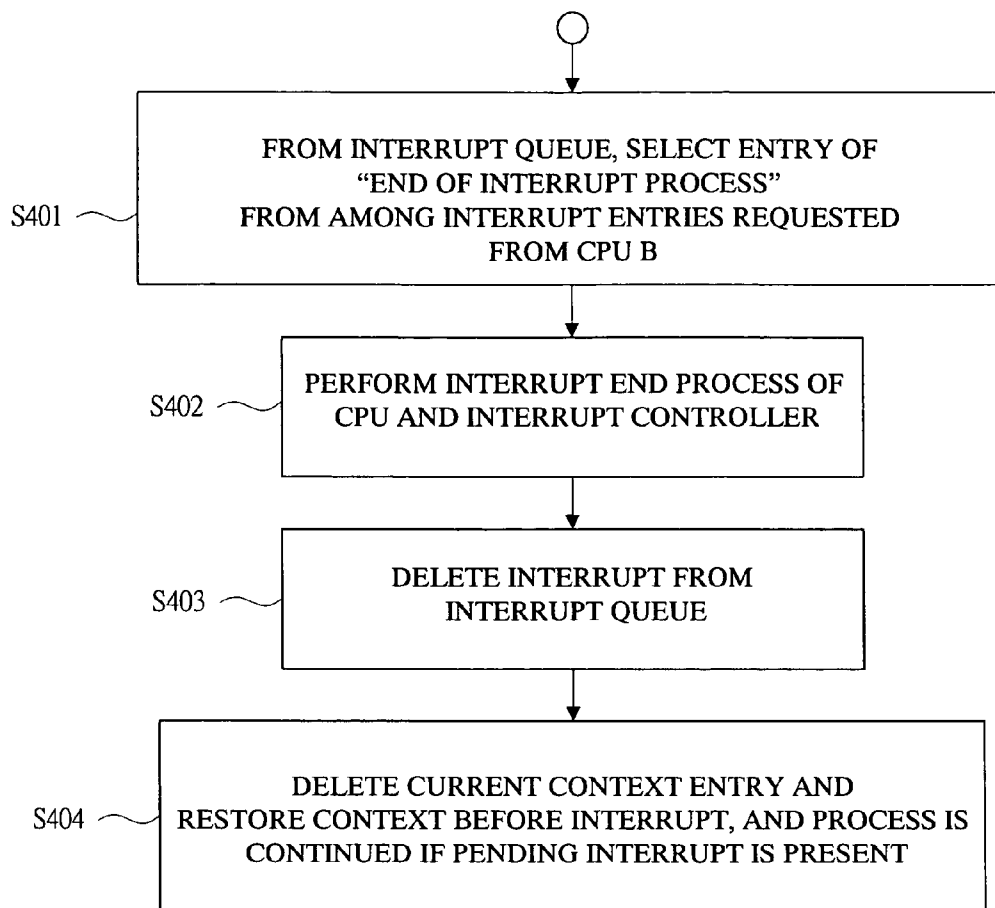 FROM INTERRUPT QUEUE, SELECT ENTRY OF
“END OF INTERRUPT PROCESS”
FROM AMONG INTERRUPT ENTRIES REQUESTED
FROM CPU B
S401
PERFORM INTERRUPT END PROCESS OF
CPU AND INTERRUPT CONTROLLER
S402
DELETE INTERRUPT FROM
INTERRUPT QUEUE
S403
DELETE CURRENT CONTEXT ENTRY AND
RESTORE CONTEXT BEFORE INTERRUPT, AND PROCESS IS
CONTINUED IF PENDING INTERRUPT IS PRESENT
S404